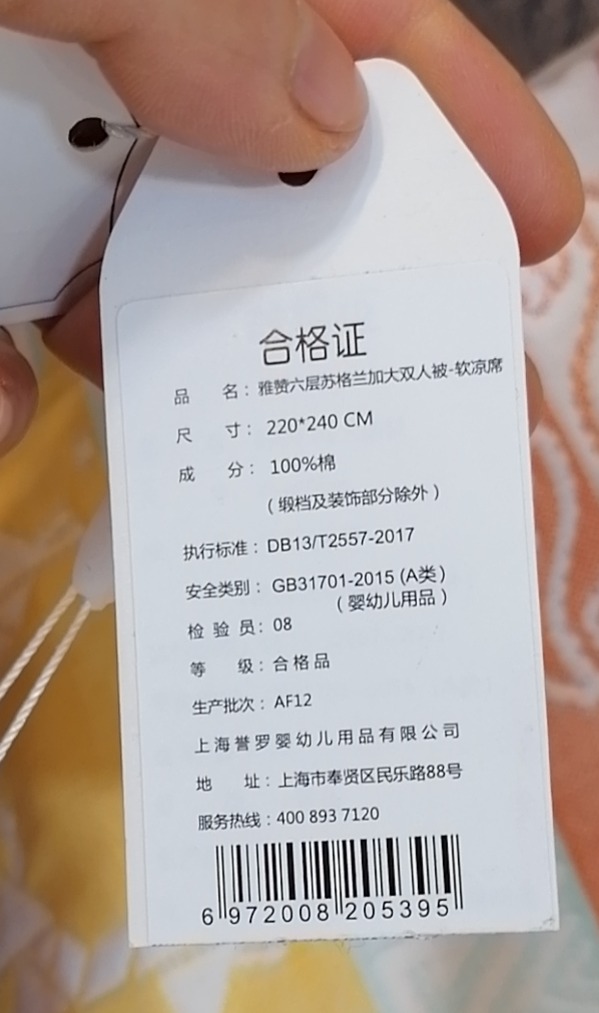 合格证
品 名：雅赞六层苏格兰加大双人被-软凉席
尺 寸：220*240 CM
成 分：100%棉
（缎档及装饰部分除外）
执行标准：DB13/T2557-2017
安全类别：GB31701-2015 (A类)
（婴幼儿用品）
检 验 员：08
等 级：合格品
生产批次：AF12
上海誉罗婴幼儿用品有限公司
地 址：上海市奉贤区民乐路88号
服务热线：400 893 7120
6 972008 205395